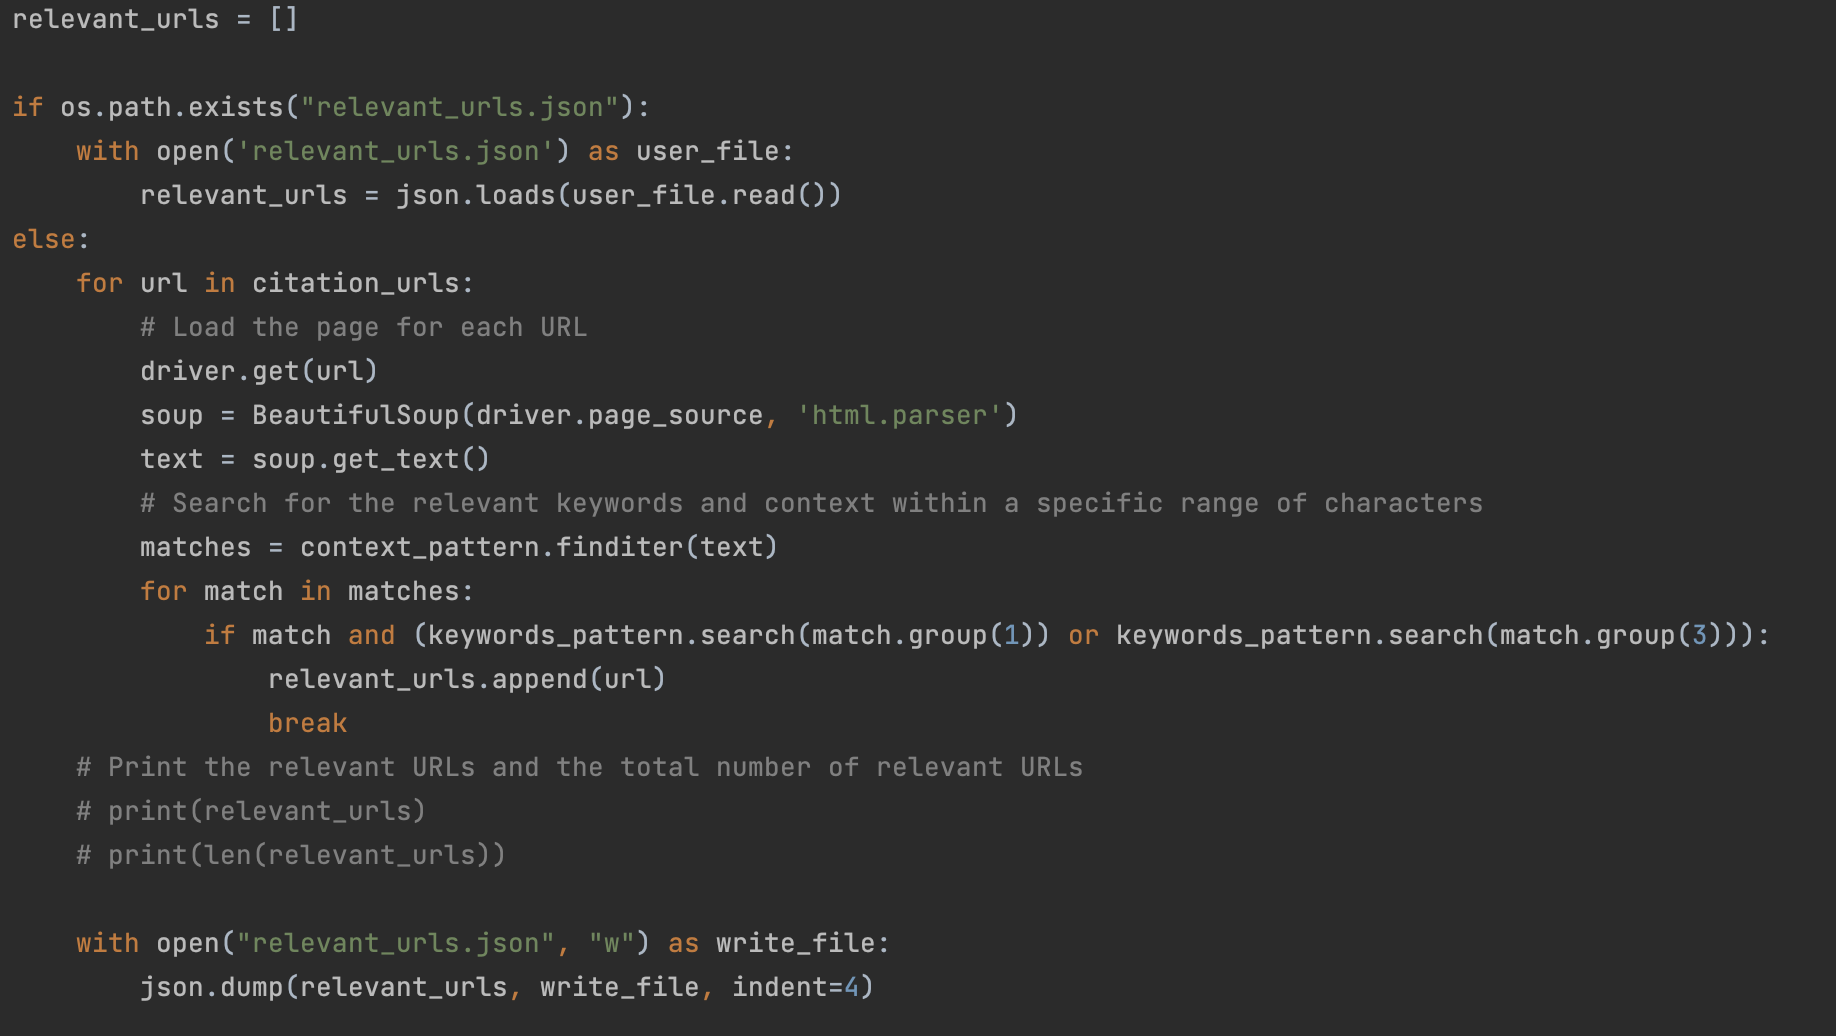 relevant_urls = []
if os.path.exists("relevant_urls.json"):
    with open('relevant_urls.json') as user_file:
        relevant_urls = json.loads(user_file.read())
else:
    for url in citation_urls:
        # Load the page for each URL
        driver.get(url)
        soup = BeautifulSoup(driver.page_source, 'html.parser')
        text = soup.get_text()
        # Search for the relevant keywords and context within a specific range of characters
        matches = context_pattern.finditer(text)
        for match in matches:
            if match and (keywords_pattern.search(match.group(1)) or keywords_pattern.search(match.group(3))):
                relevant_urls.append(url)
                break
    # Print the relevant URLs and the total number of relevant URLs
    # print(relevant_urls)
    # print(len(relevant_urls))
    with open("relevant_urls.json", "w") as write_file:
        json.dump(relevant_urls, write_file, indent=4)